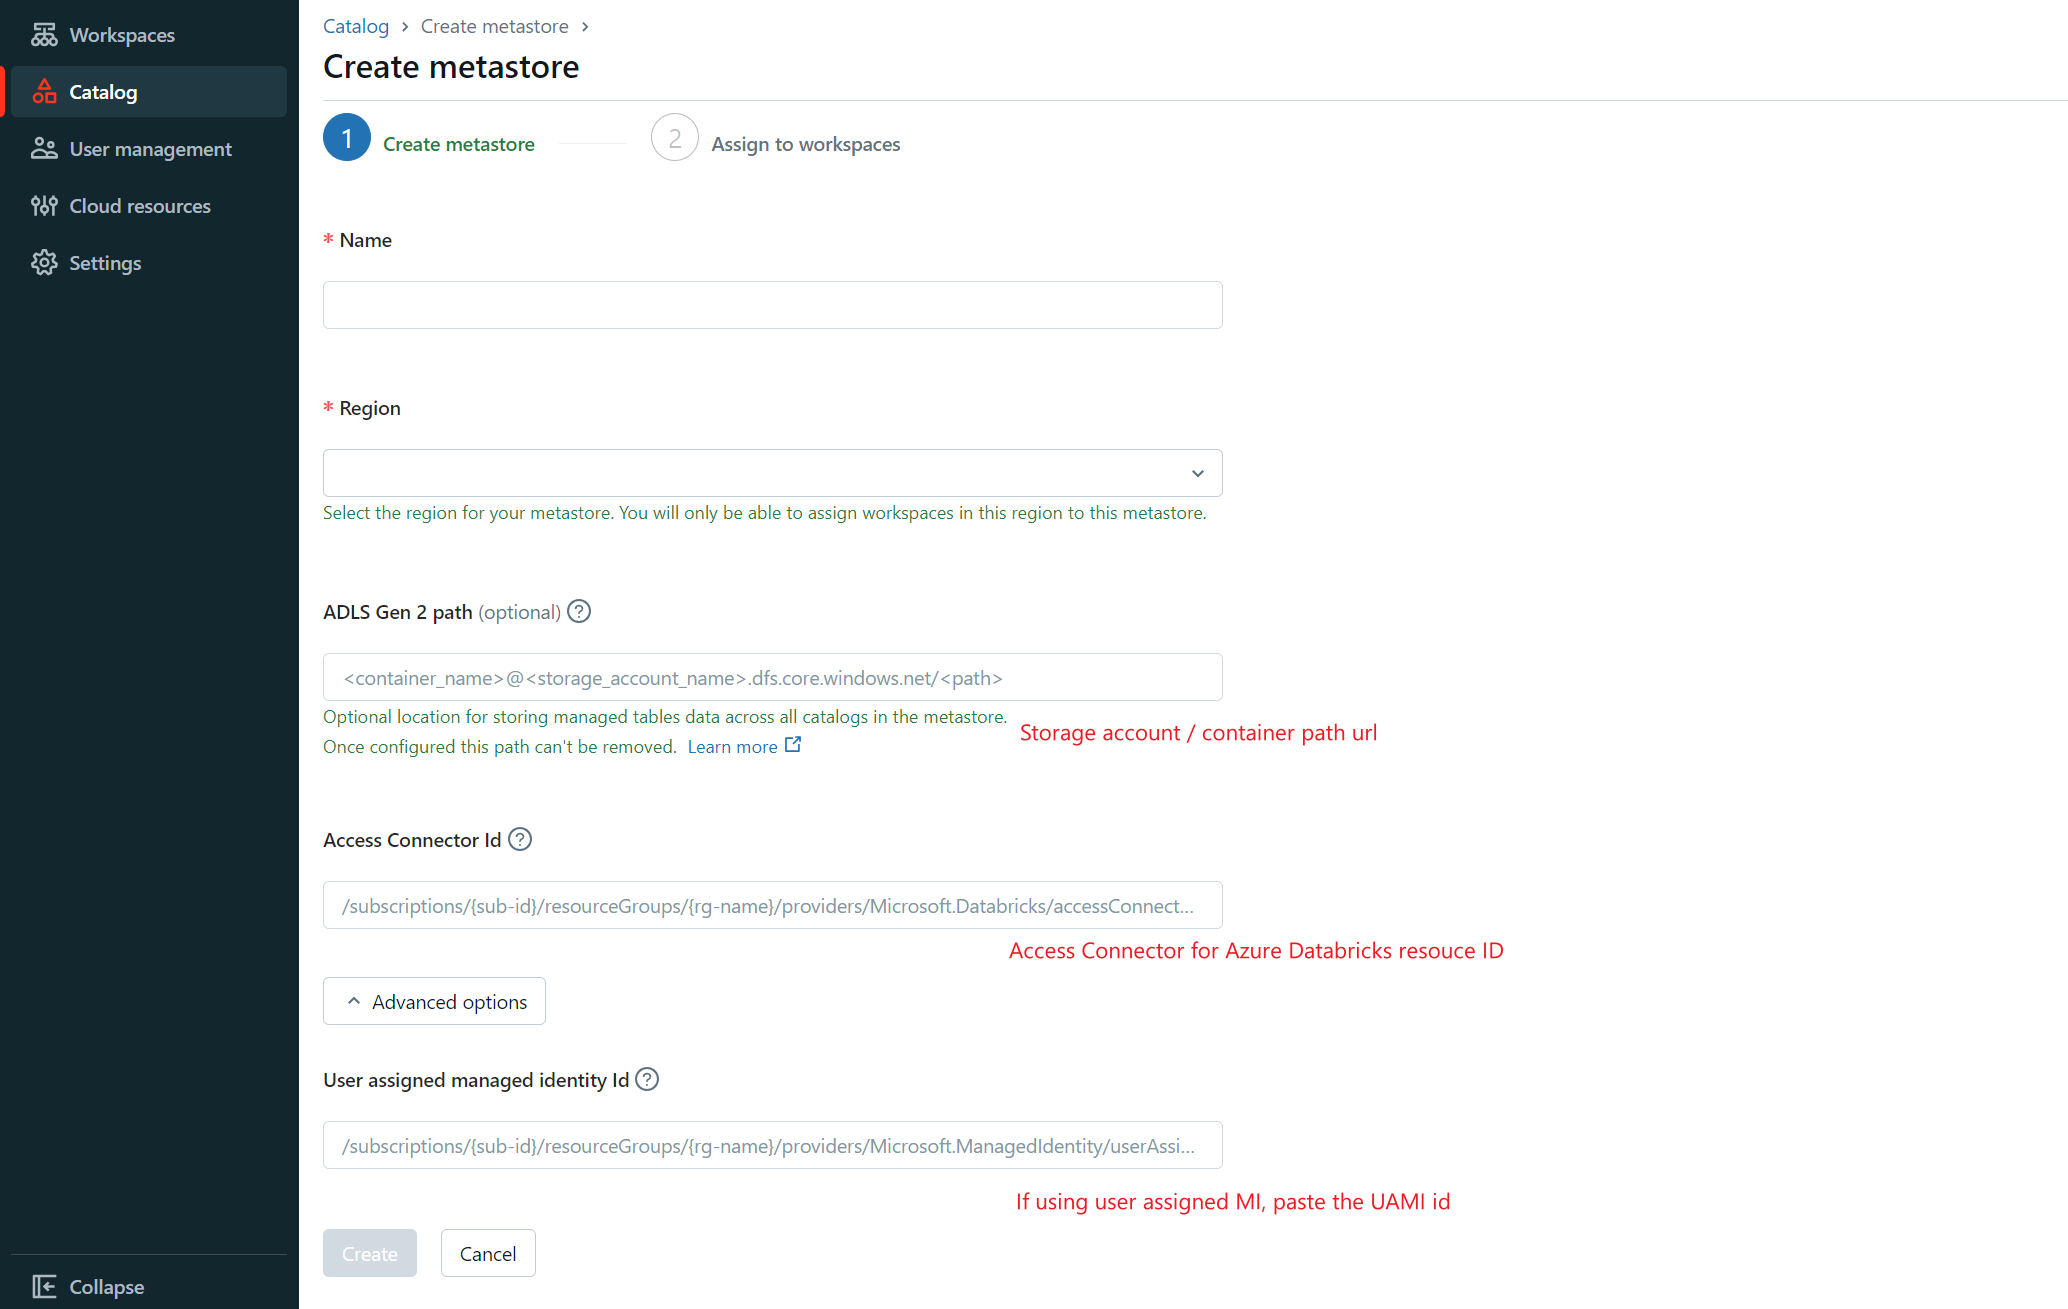 Workspaces
Catalog
User management
Cloud resources
Settings
Collapse
Catalog > Create metastore >
Create metastore
1 Create metastore
2 Assign to workspaces
* Name
* Region
Select the region for your metastore. You will only be able to assign workspaces in this region to this metastore.
ADLS Gen 2 path (optional) ?
<container_name>@<storage_account_name>.dfs.core.windows.net/<path>
Optional location for storing managed tables data across all catalogs in the metastore.
Once configured this path can't be removed. Learn more
Storage account / container path url
Access Connector Id ?
/subscriptions/{sub-id}/resourceGroups/{rg-name}/providers/Microsoft.Databricks/accessConnect...
Access Connector for Azure Databricks resouce ID
Advanced options
User assigned managed identity Id ?
/subscriptions/{sub-id}/resourceGroups/{rg-name}/providers/Microsoft.ManagedIdentity/userAssi...
If using user assigned MI, paste the UAMI id
Create
Cancel